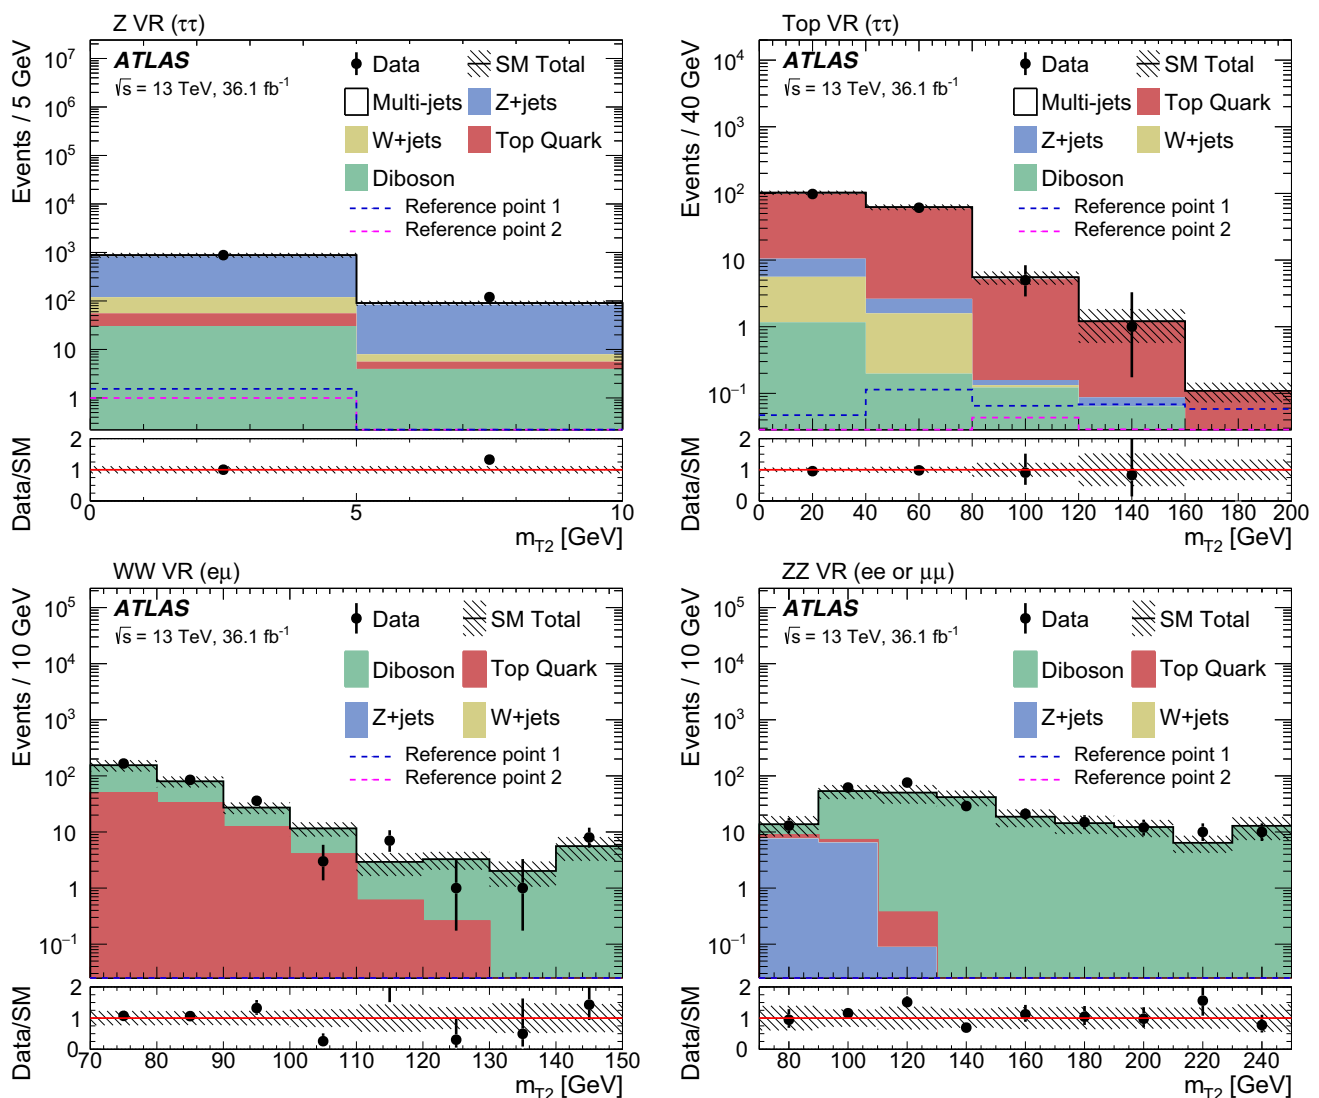 Z VR (ττ)
ATLAS
√s = 13 TeV, 36.1 fb⁻¹
Data
SM Total
Multi-jets
Z+jets
W+jets
Top Quark
Diboson
Reference point 1
Reference point 2
Events / 5 GeV
10⁷
10⁶
10⁵
10⁴
10³
10²
10
1
Data/SM
2
1
0
0 5 10
m_T2 [GeV]
Top VR (ττ)
ATLAS
√s = 13 TeV, 36.1 fb⁻¹
Data
SM Total
Multi-jets
Top Quark
Z+jets
W+jets
Diboson
Reference point 1
Reference point 2
Events / 40 GeV
10⁴
10³
10²
10
1
10⁻¹
Data/SM
2
1
0
0 20 40 60 80 100 120 140 160 180 200
m_T2 [GeV]
WW VR (eμ)
ATLAS
√s = 13 TeV, 36.1 fb⁻¹
Data
SM Total
Diboson
Top Quark
Z+jets
W+jets
Reference point 1
Reference point 2
Events / 10 GeV
10⁵
10⁴
10³
10²
10
1
10⁻¹
Data/SM
2
1
0
70 80 90 100 110 120 130 140 150
m_T2 [GeV]
ZZ VR (ee or μμ)
ATLAS
√s = 13 TeV, 36.1 fb⁻¹
Data
SM Total
Diboson
Top Quark
Z+jets
W+jets
Reference point 1
Reference point 2
Events / 10 GeV
10⁵
10⁴
10³
10²
10
1
10⁻¹
Data/SM
2
1
0
80 100 120 140 160 180 200 220 240
m_T2 [GeV]